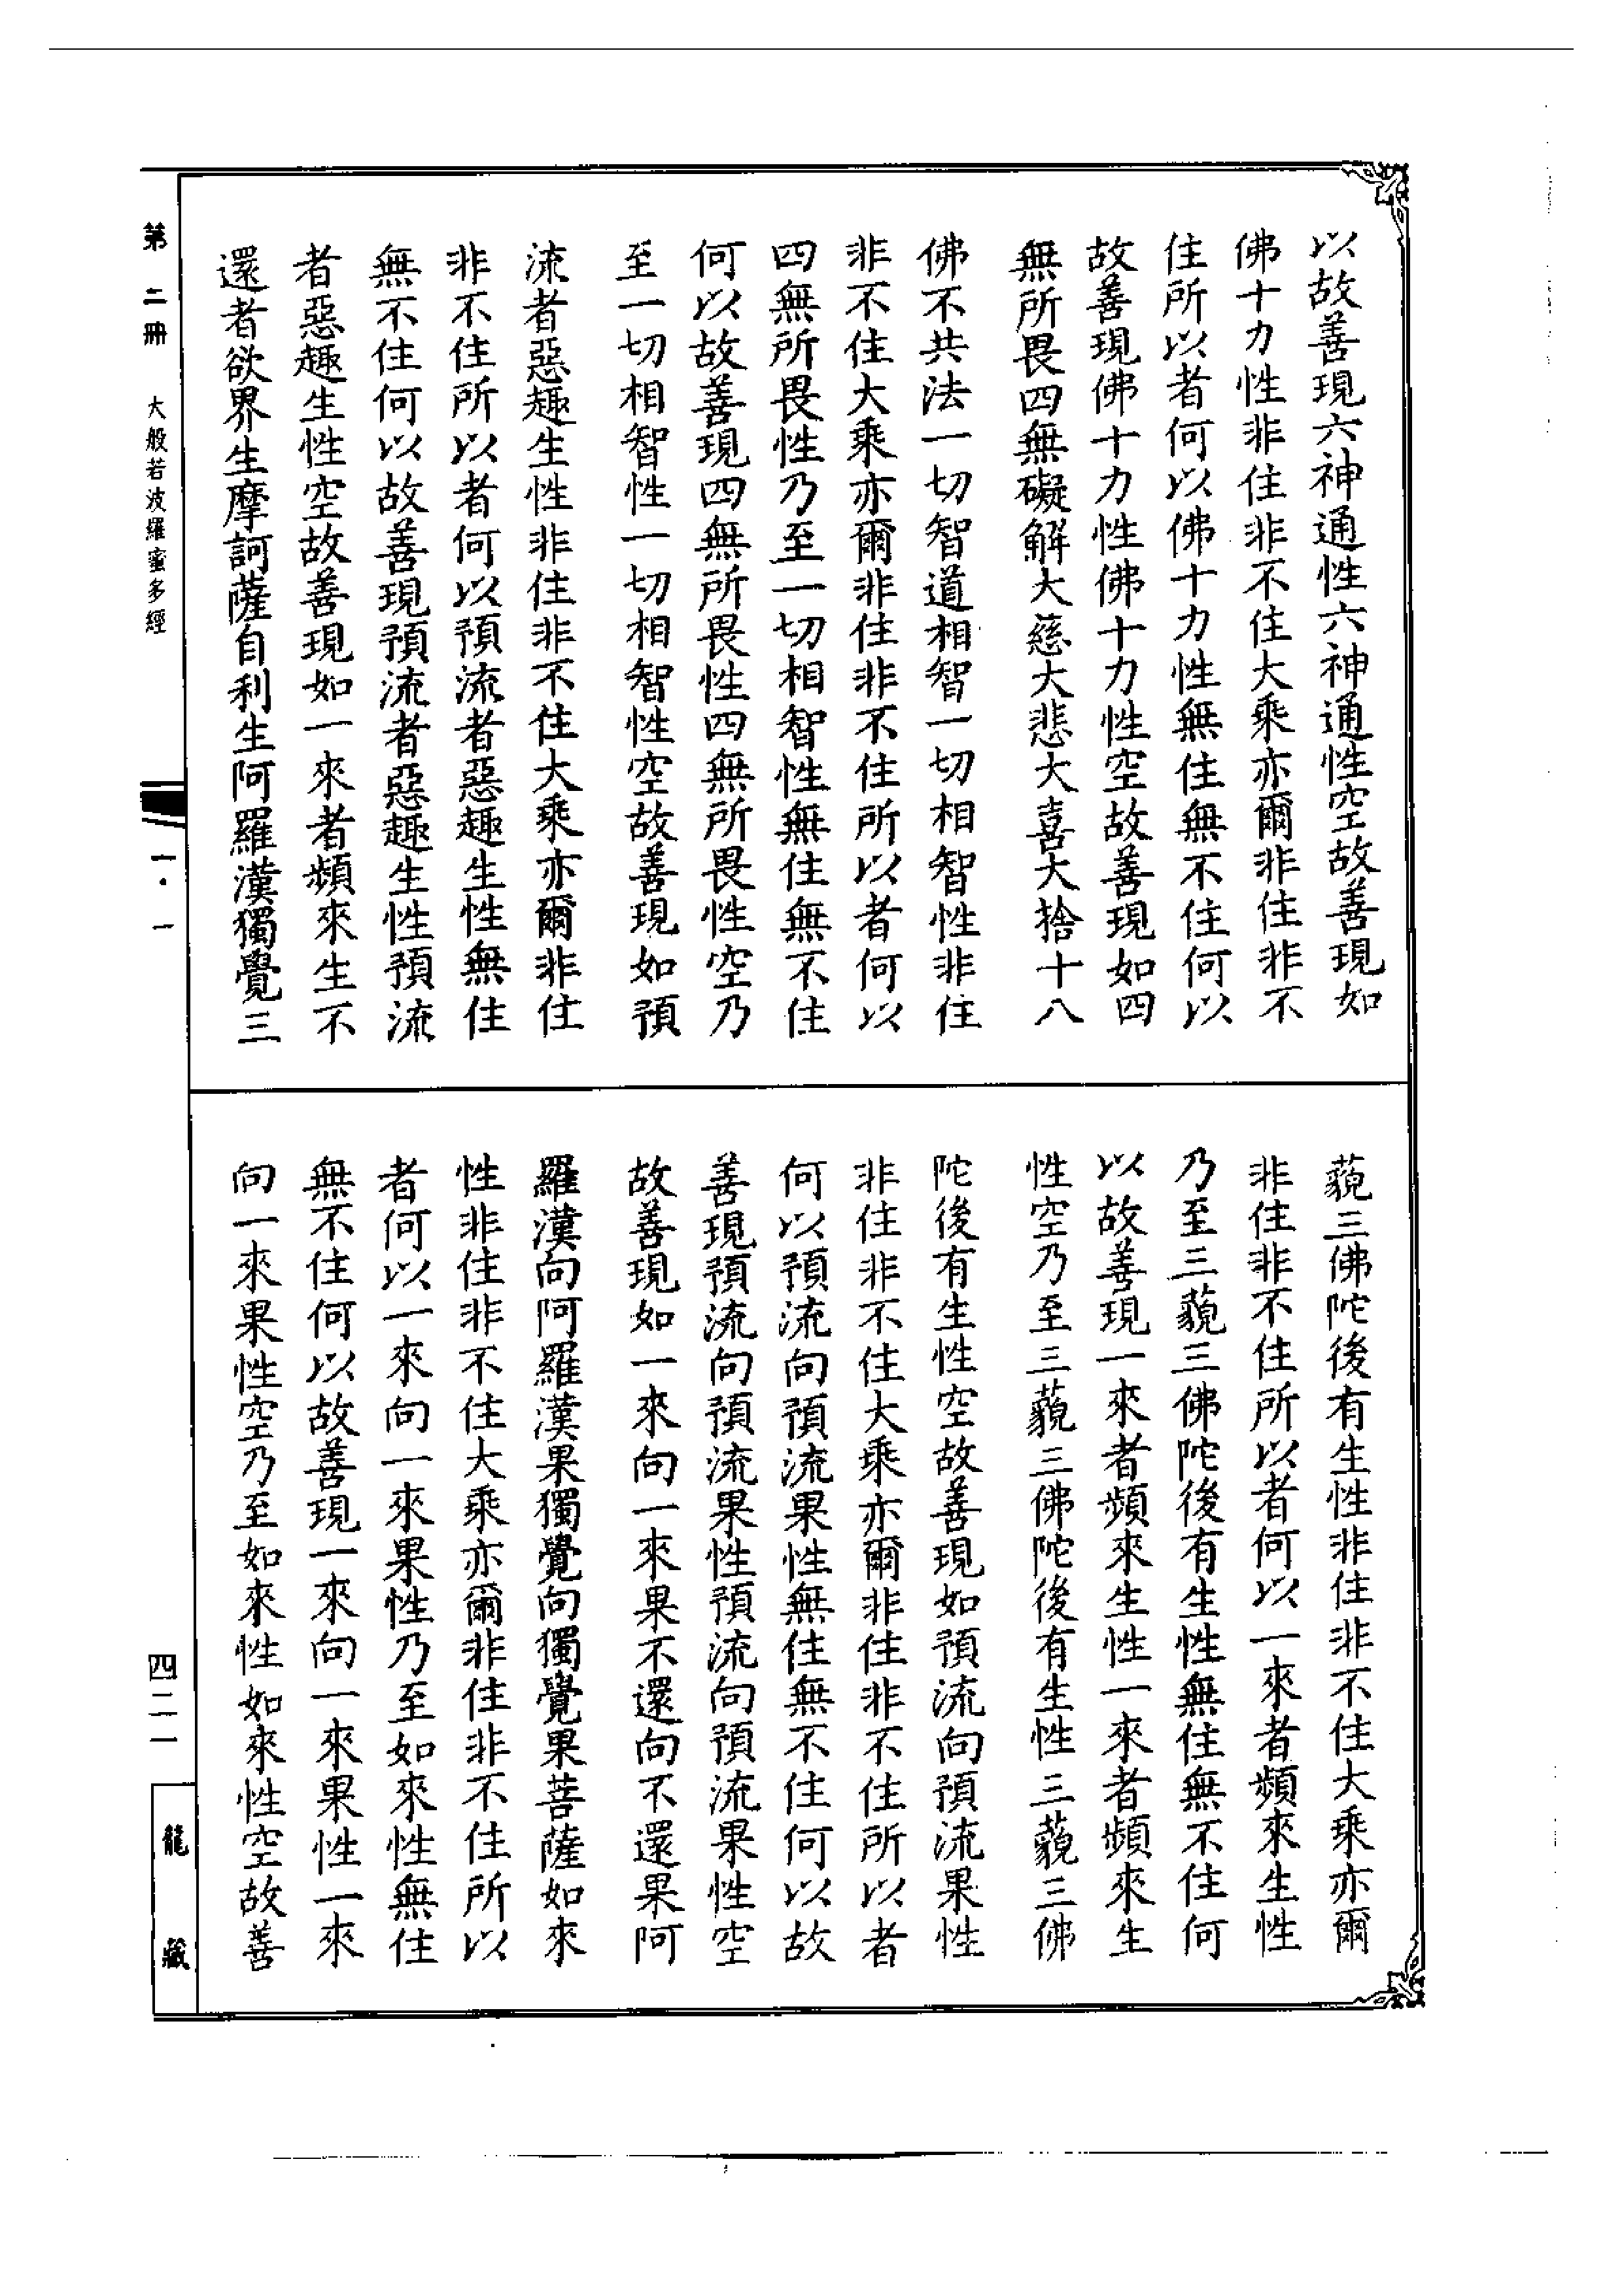 以故善現六神通性六神通性空故善現如
佛十力性非住非不住大乘亦爾非住非不
住所以者何以佛十力性無住無不住何以
故善現佛十力性佛十力性空故善現如四
無所畏四無礙解大慈大悲大喜大捨十八
佛不共法一切智道相智一切相智性非住
非不住大乘亦爾非住非不住所以者何以
四無所畏性乃至一切相智性無住無不住
何以故善現四無所畏性四無所畏性空乃
至一切相智性一切相智性空故善現如預
流者惡趣生性非住非不住大乘亦爾非住
非不住所以者何以預流者惡趣生性無住
無不住何以故善現預流者惡趣生性預流
者惡趣生性空故善現如一來者頻來生不
還者欲界生摩訶薩自利生阿羅漢獨覺三
藐三佛陀後有生性非住非不住大乘亦爾
非住非不住所以者何以一來者頻來生性
乃至三藐三佛陀後有生性無住無不住何
以故善現一來者頻來生性一來者頻來生
性空乃至三藐三佛陀後有生性三藐三佛
陀後有生性空故善現如預流向預流果性
非住非不住大乘亦爾非住非不住所以者
何以預流向預流果性無住無不住何以故
善現預流向預流果性預流向預流果性空
故善現如一來向一來果不還向不還果阿
羅漢向阿羅漢果獨覺向獨覺果菩薩如來
性非住非不住大乘亦爾非住非不住所以
者何以一來向一來果性乃至如來性無住
無不住何以故善現一來向一來果性一來
向一來果性空乃至如來性如來性空故善
第二冊 大般若波羅蜜多經
一·一
四二一
龍藏